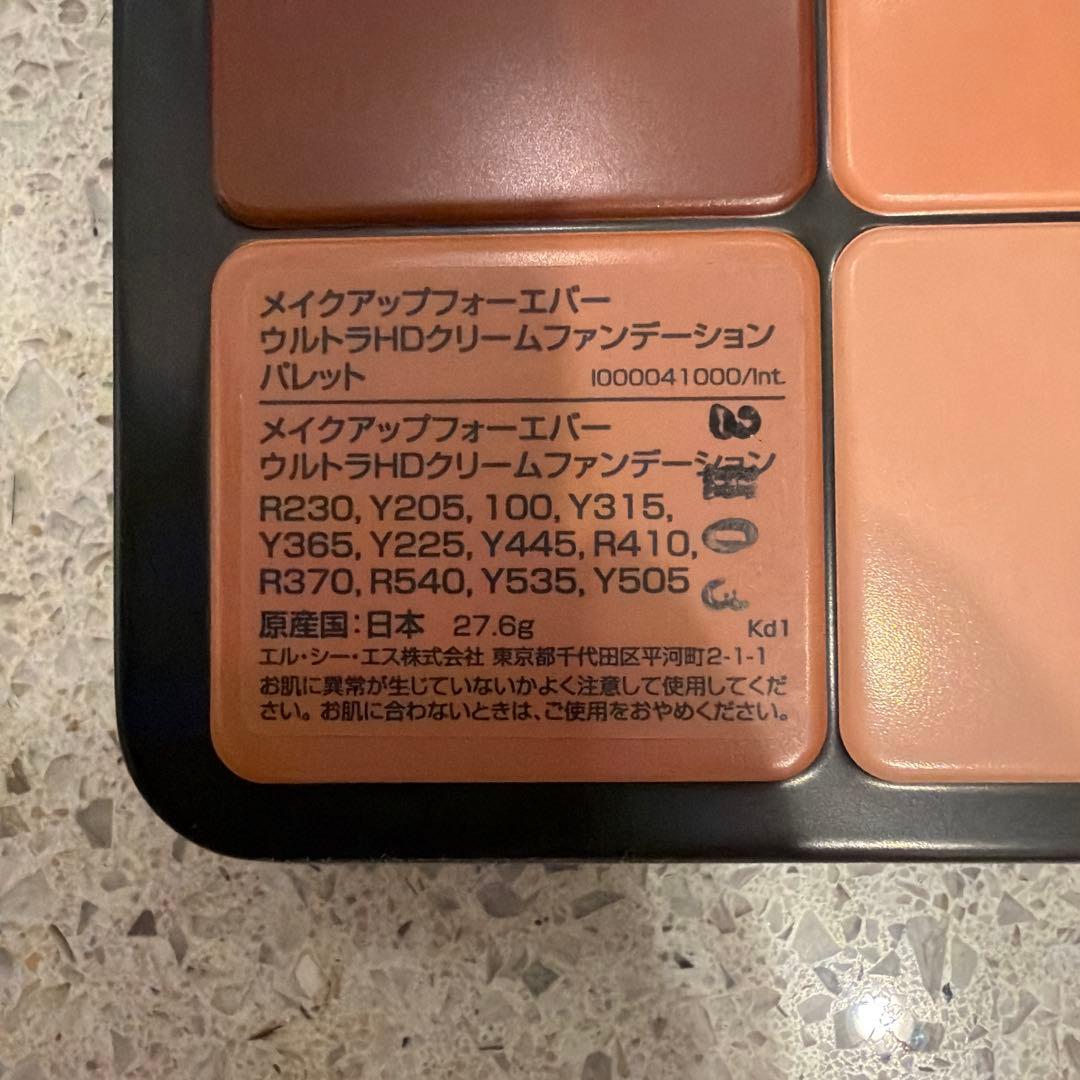 メイクアップフォーエバー
ウルトラHDクリームファンデーション
パレット I000041000/Int.
メイクアップフォーエバー
ウルトラHDクリームファンデーション
R230, Y205, 100, Y315,
Y365, Y225, Y445, R410,
R370, R540, Y535, Y505
原産国：日本 27.6g Kd1
エル・シー・エス株式会社 東京都千代田区平河町2-1-1
お肌に異常が生じていないかよく注意して使用してくだ
さい。お肌に合わないときは、ご使用をおやめください。